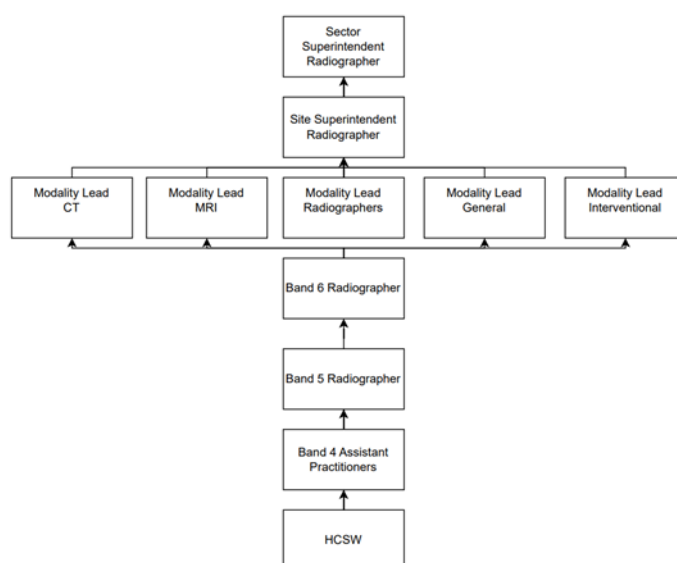 Sector
Superintendent
Radiographer
Site Superintendent
Radiographer
Modality Lead
CT
Modality Lead
MRI
Modality Lead
Radiographers
Modality Lead
General
Modality Lead
Interventional
Band 6 Radiographer
Band 5 Radiographer
Band 4 Assistant
Practitioners
HCSW